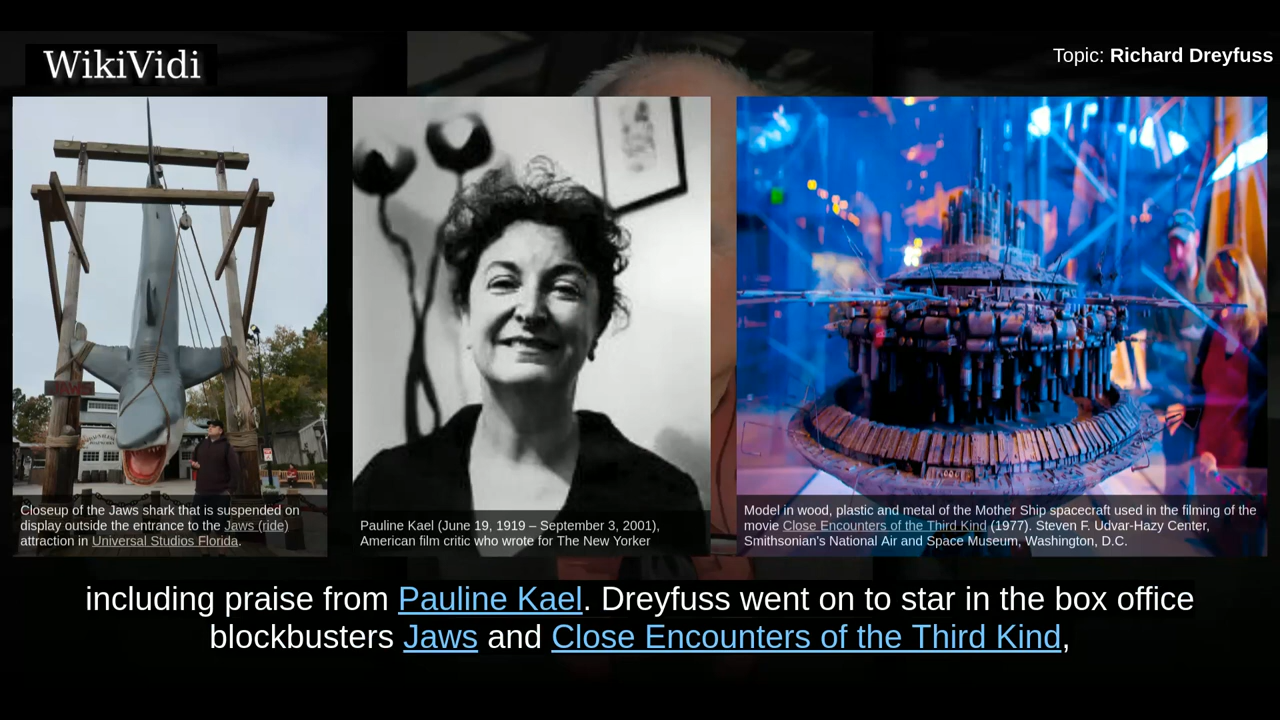 WikiVidi
Topic: Richard Dreyfuss
Closeup of the Jaws shark that is suspended on
display outside the entrance to the Jaws (ride)
attraction in Universal Studios Florida.
Pauline Kael (June 19, 1919 – September 3, 2001),
American film critic who wrote for The New Yorker
Model in wood, plastic and metal of the Mother Ship spacecraft used in the filming of the
movie Close Encounters of the Third Kind (1977). Steven F. Udvar-Hazy Center,
Smithsonian's National Air and Space Museum, Washington, D.C.
including praise from Pauline Kael. Dreyfuss went on to star in the box office
blockbusters Jaws and Close Encounters of the Third Kind,